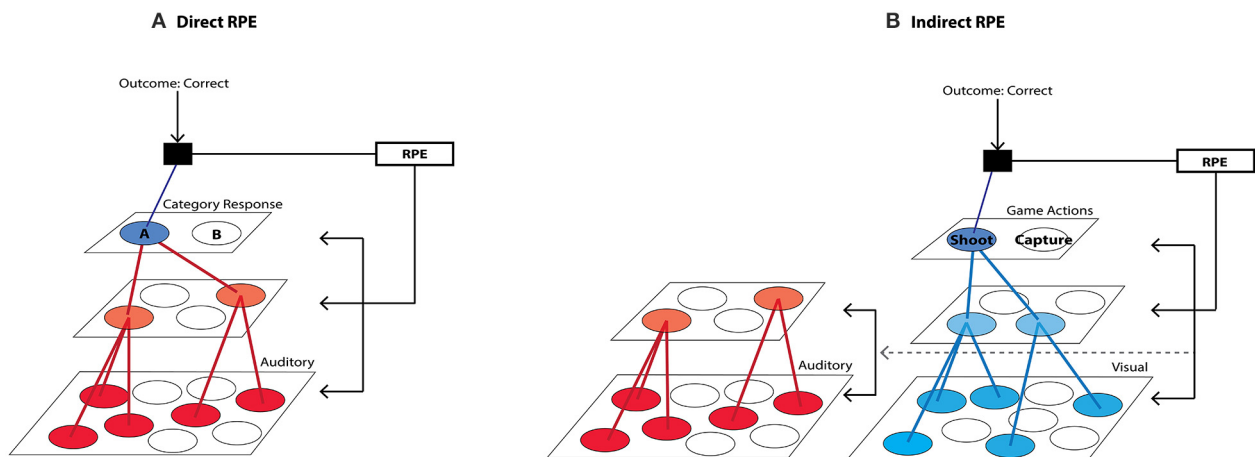 A Direct RPE
Outcome: Correct
RPE
Category Response
A
B
Auditory
B Indirect RPE
Outcome: Correct
RPE
Game Actions
Shoot
Capture
Auditory
Visual